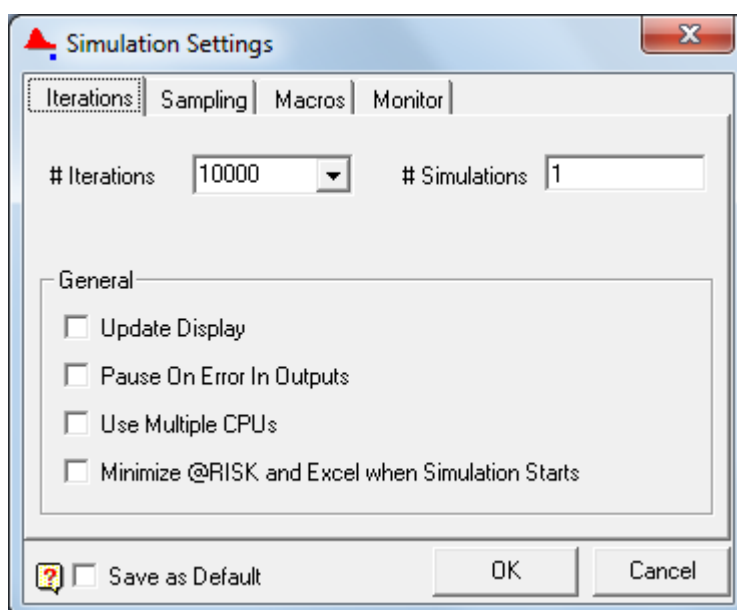 Simulation Settings
Iterations Sampling Macros Monitor
# Iterations 10000 # Simulations 1
General
Update Display
Pause On Error In Outputs
Use Multiple CPUs
Minimize @RISK and Excel when Simulation Starts
Save as Default OK Cancel